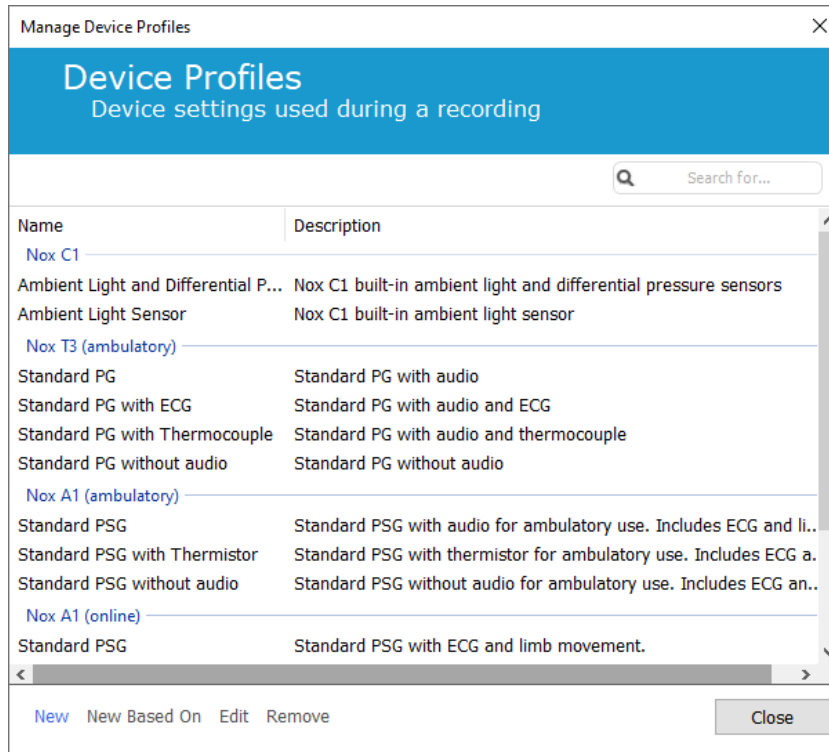 Manage Device Profiles
Device Profiles
Device settings used during a recording
Search for...
Name Description
Nox C1
Ambient Light and Differential P... Nox C1 built-in ambient light and differential pressure sensors
Ambient Light Sensor Nox C1 built-in ambient light sensor
Nox T3 (ambulatory)
Standard PG Standard PG with audio
Standard PG with ECG Standard PG with audio and ECG
Standard PG with Thermocouple Standard PG with audio and thermocouple
Standard PG without audio Standard PG without audio
Nox A1 (ambulatory)
Standard PSG Standard PSG with audio for ambulatory use. Includes ECG and li..
Standard PSG with Thermistor Standard PSG with thermistor for ambulatory use. Includes ECG a.
Standard PSG without audio Standard PSG without audio for ambulatory use. Includes ECG an..
Nox A1 (online)
Standard PSG Standard PSG with ECG and limb movement.
New New Based On Edit Remove Close